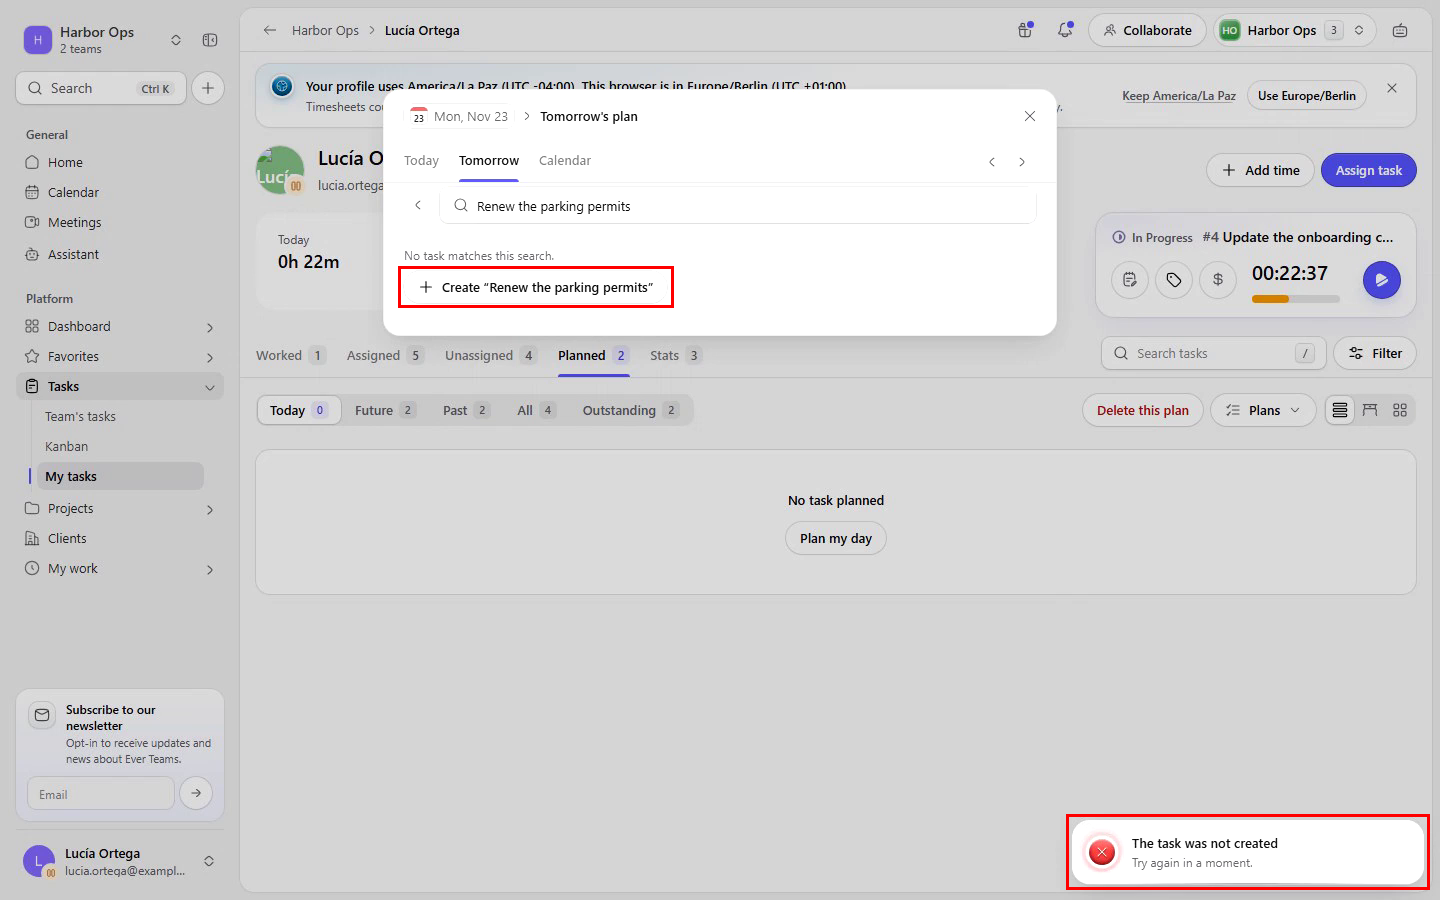 H
Harbor Ops
2 teams
Search
Ctrl K
General
Home
Calendar
Meetings
Assistant
Platform
Dashboard
Favorites
Tasks
Team's tasks
Kanban
My tasks
Projects
Clients
My work
Subscribe to our
newsletter
Opt-in to receive updates and
news about Ever Teams.
Email
L
Lucía Ortega
lucia.ortega@exampl...
Harbor Ops
Lucía Ortega
Collaborate
HO
Harbor Ops
3
Your profile uses America/La Paz (UTC -04:00). This browser is in Europe/Berlin (UTC +01:00)
Timesheets
Keep America/La Paz
Use Europe/Berlin
Lucía O
lucia.ortega
Add time
Assign task
Today
0h 22m
In Progress
#4 Update the onboarding c...
$
00:22:37
23
Mon, Nov 23
Tomorrow's plan
Today
Tomorrow
Calendar
Renew the parking permits
No task matches this search.
Create “Renew the parking permits”
Worked 1
Assigned 5
Unassigned 4
Planned 2
Stats 3
Search tasks
/
Filter
Today 0
Future 2
Past 2
All 4
Outstanding 2
Delete this plan
Plans
No task planned
Plan my day
The task was not created
Try again in a moment.